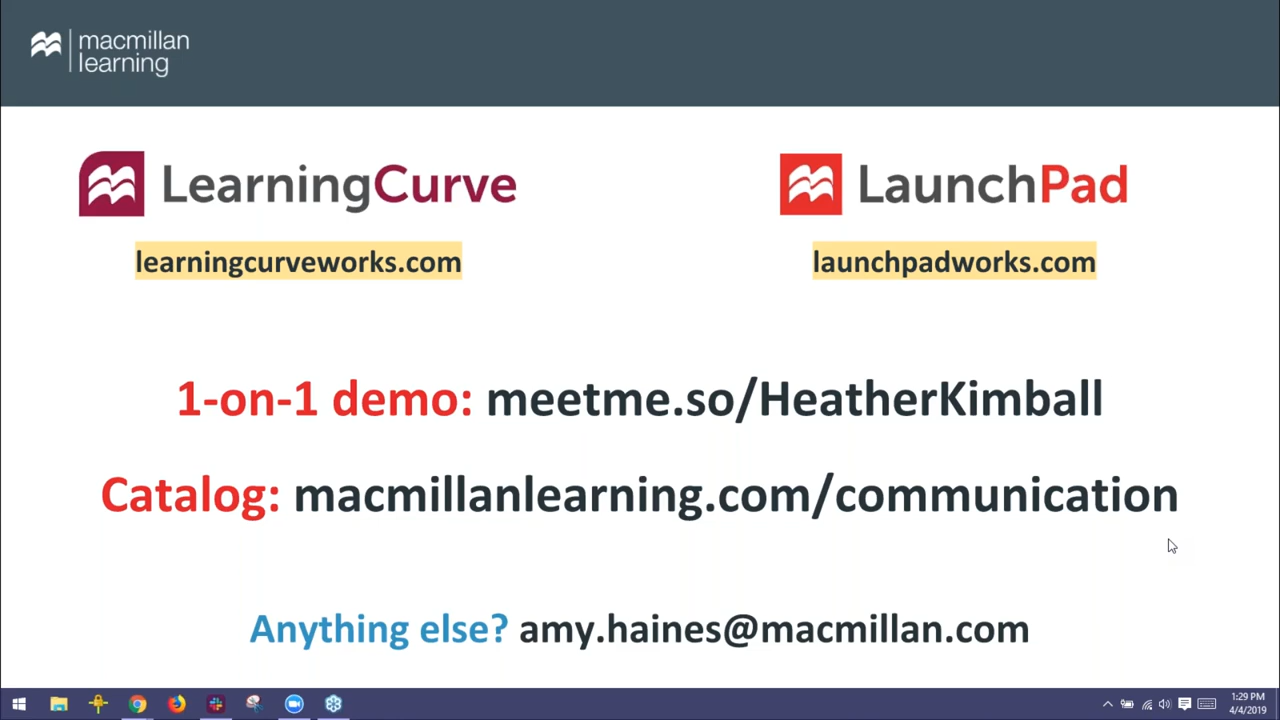 macmillan
learning
LearningCurve
LaunchPad
learningcurveworks.com
launchpadworks.com
1-on-1 demo: meetme.so/HeatherKimball
Catalog: macmillanlearning.com/communication
Anything else? amy.haines@macmillan.com
1:29 PM
4/4/2019